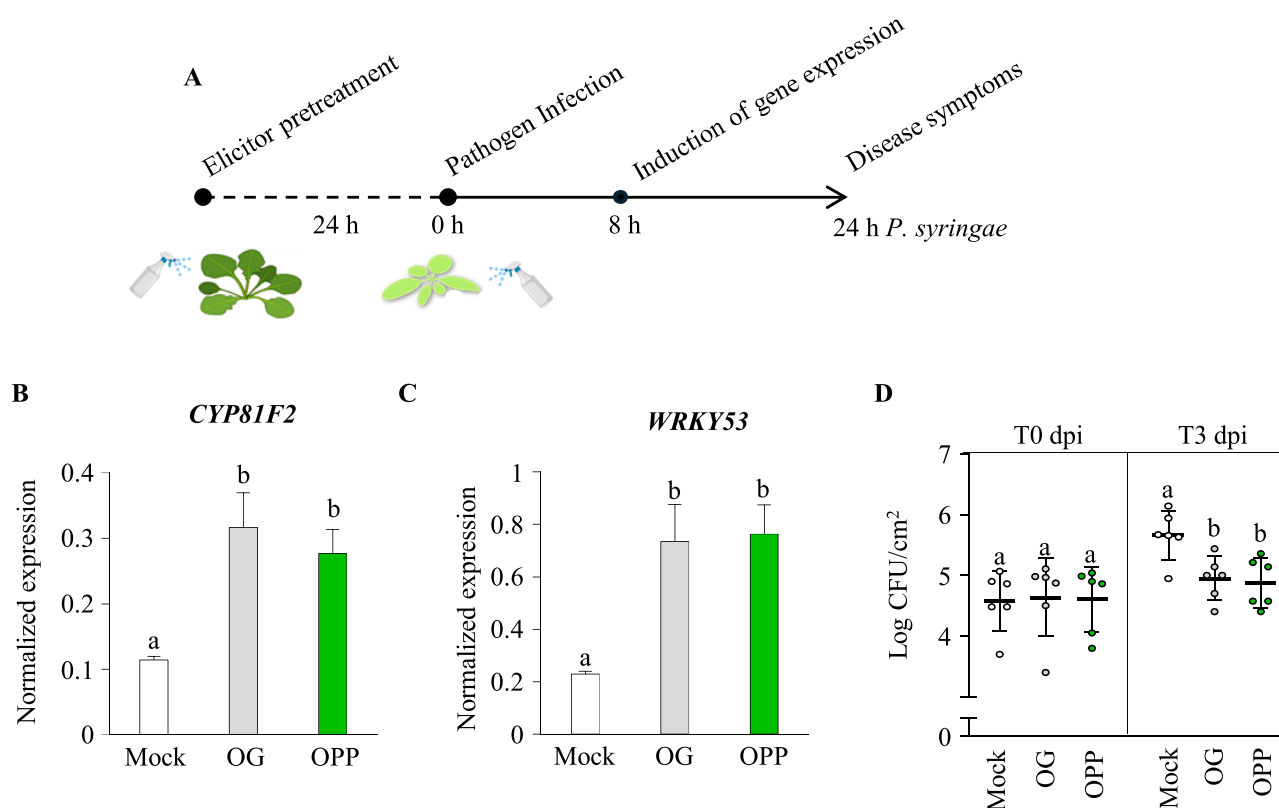 A
Elicitor pretreatment
Pathogen Infection
Induction of gene expression
Disease symptoms
24 h
0 h
8 h
24 h P. syringae
B
CYP81F2
Normalized expression
0.4
0.3
0.2
0.1
0
a
b
b
Mock
OG
OPP
C
WRKY53
Normalized expression
1
0.8
0.6
0.4
0.2
0
a
b
b
Mock
OG
OPP
D
T0 dpi
T3 dpi
Log CFU/cm²
7
6
5
4
0
a
a
a
a
b
b
Mock
OG
OPP
Mock
OG
OPP